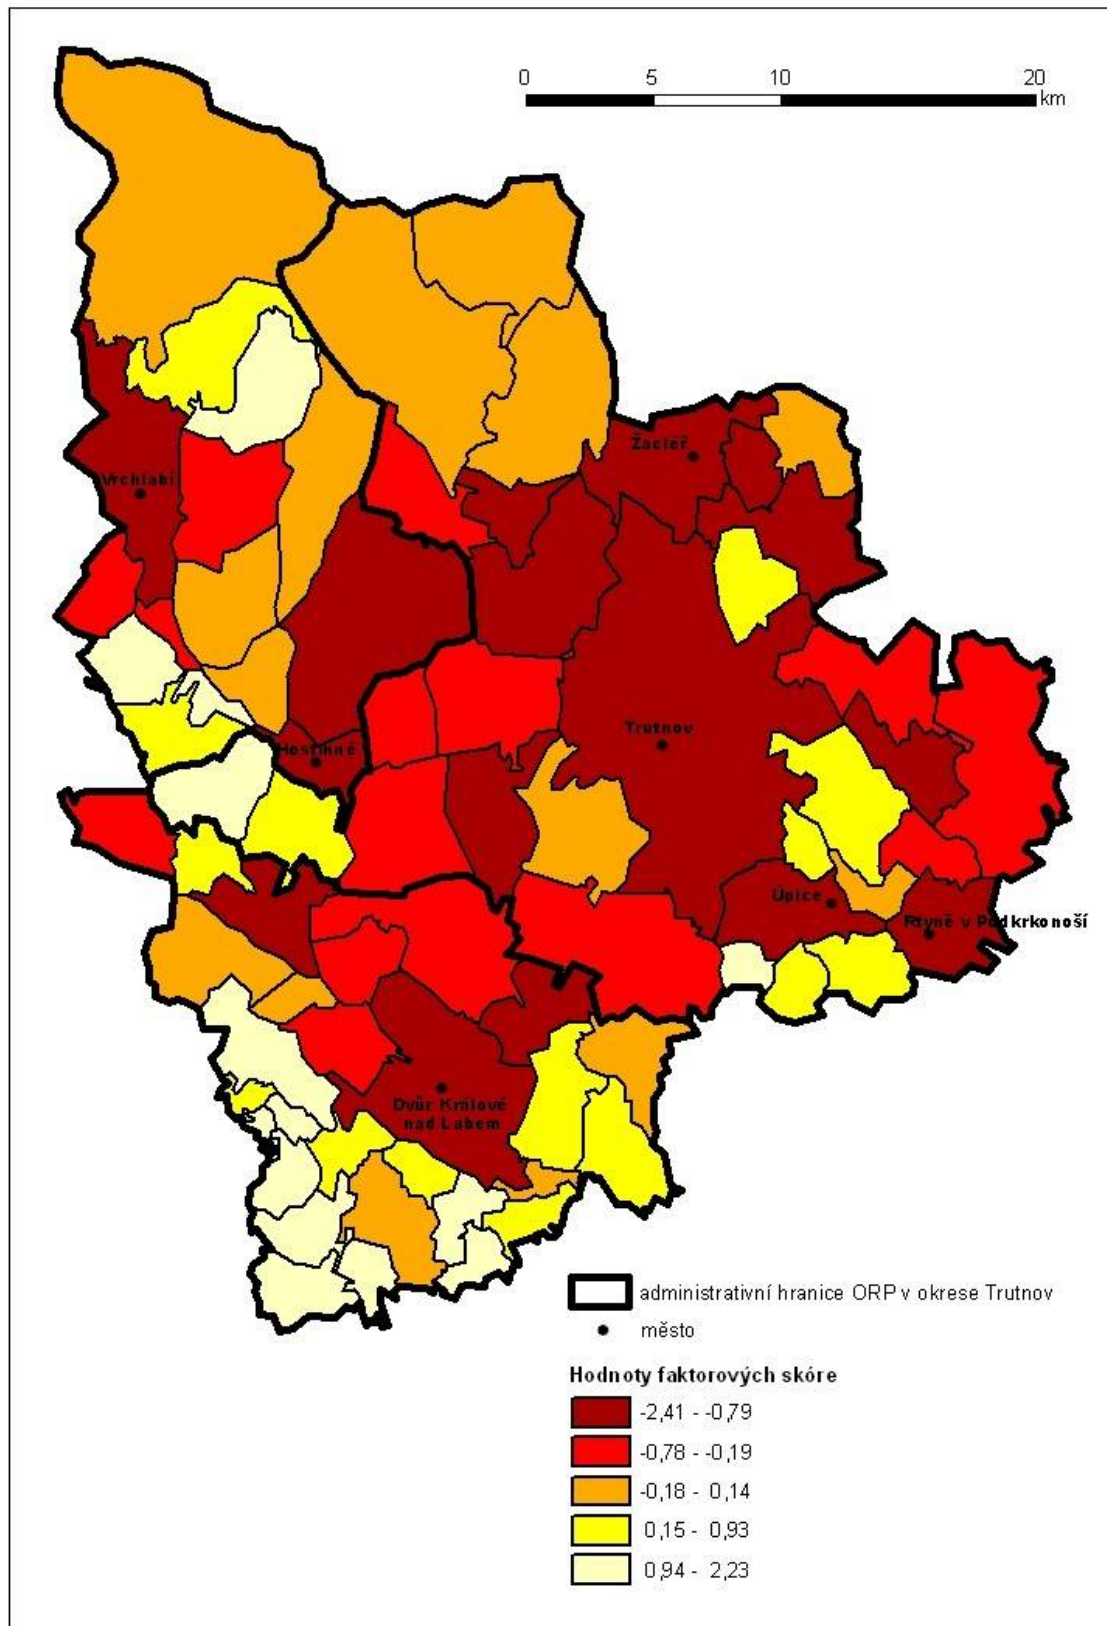 0 5 10 20
km
Žacléř
Vrchlabí
Trutnov
Hostinné
Úpice
Rtyně v Podkrkonoší
Dvůr Králové
nad Labem
administrativní hranice ORP v okrese Trutnov
město
Hodnoty faktorových skóre
-2,41 - -0,79
-0,78 - -0,19
-0,18 - 0,14
0,15 - 0,93
0,94 - 2,23